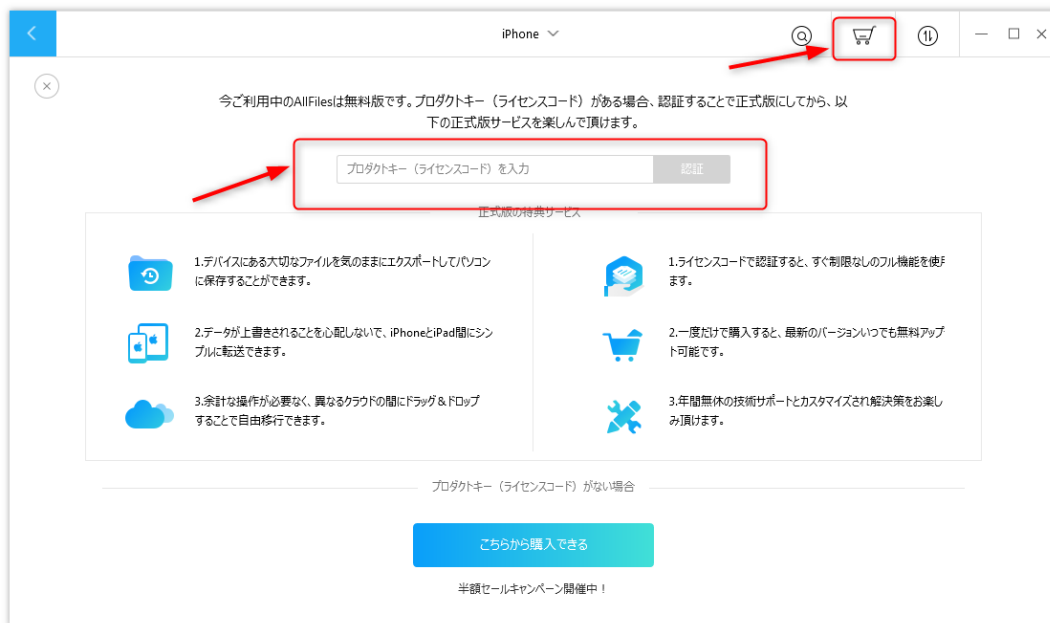 iPhone
今ご利用中のAllFilesは無料版です。プロダクトキー（ライセンスコード）がある場合、認証することで正式版にしてから、以
下の正式版サービスを楽しんで頂けます。
プロダクトキー（ライセンスコード）を入力
認証
正式版の特典サービス
1.デバイスにある大切なファイルを気のままにエクスポートしてパソコン
に保存することができます。
2.データが上書きされることを心配しないで、iPhoneとiPad間にシン
プルに転送できます。
3.余計な操作が必要なく、異なるクラウドの間にドラッグ＆ドロップ
することで自由移行できます。
1.ライセンスコードで認証すると、すぐ制限なしのフル機能を使用
ます。
2.一度だけで購入すると、最新のバージョンいつでも無料アップ
ト可能です。
3.年間無休の技術サポートとカスタマイズされ解決策をお楽し
み頂けます。
プロダクトキー（ライセンスコード）がない場合
こちらから購入できる
半額セールキャンペーン開催中！